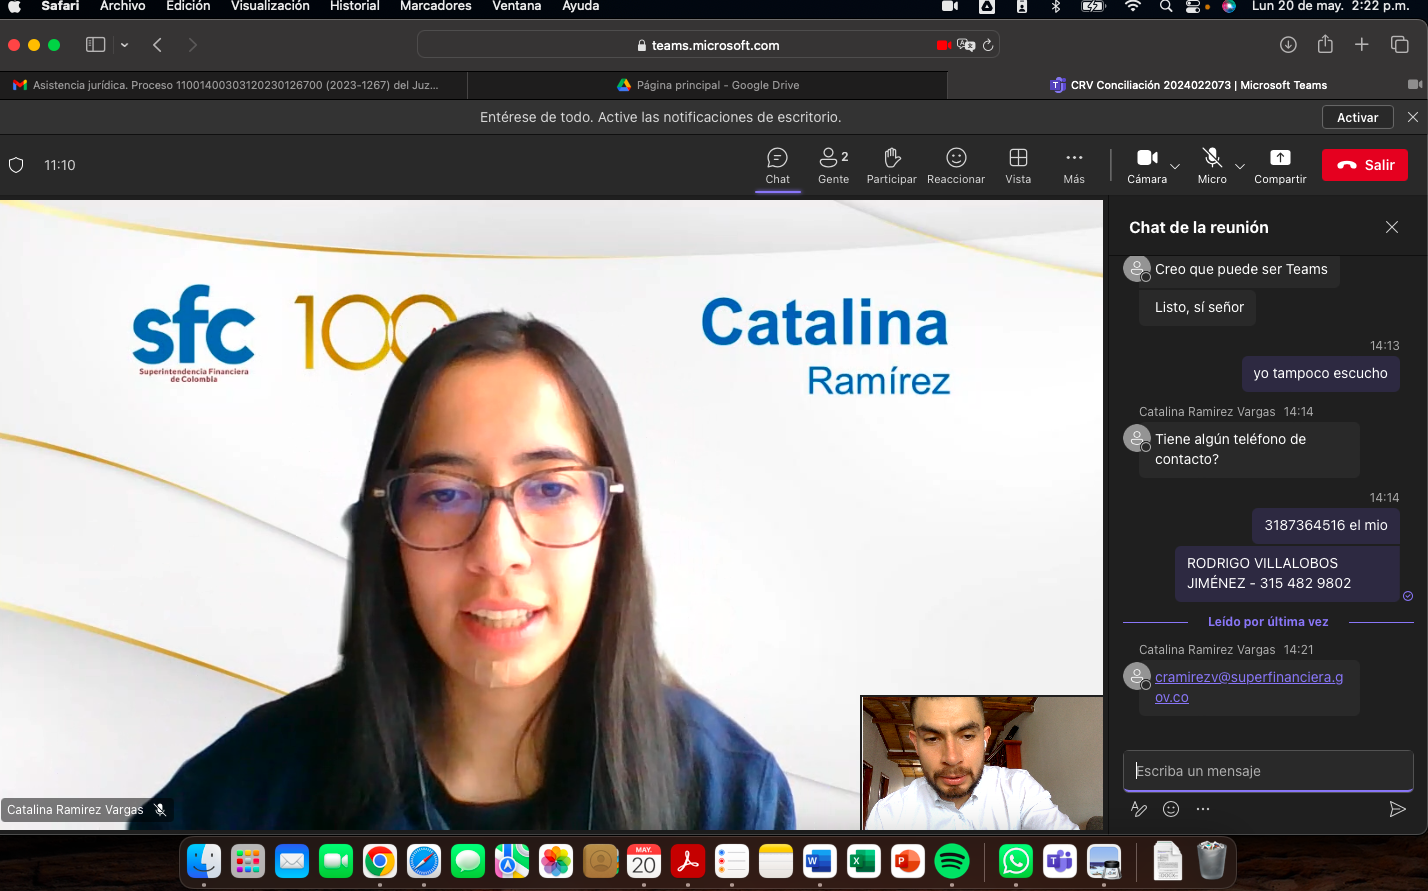 Safari Archivo Edición Visualización Historial Marcadores Ventana Ayuda Lun 20 de may. 2:22 p.m.
teams.microsoft.com
Asistencia jurídica. Proceso 11001400303120230126700 (2023-1267) del Juz...
Página principal – Google Drive
CRV Conciliación 2024022073 | Microsoft Teams
Entérese de todo. Active las notificaciones de escritorio.
Activar
11:10
2
Chat Gente Participar Reaccionar Vista Más Cámara Micro Compartir Salir
sfc
Superintendencia Financiera
de Colombia
100
Catalina
Ramírez
Catalina Ramirez Vargas
Chat de la reunión
Creo que puede ser Teams
Listo, sí señor
14:13
yo tampoco escucho
Catalina Ramirez Vargas 14:14
Tiene algún teléfono de
contacto?
14:14
3187364516 el mio
RODRIGO VILLALOBOS
JIMÉNEZ - 315 482 9802
Leído por última vez
Catalina Ramirez Vargas 14:21
cramirezv@superfinanciera.g
ov.co
Escriba un mensaje
MAY.
20